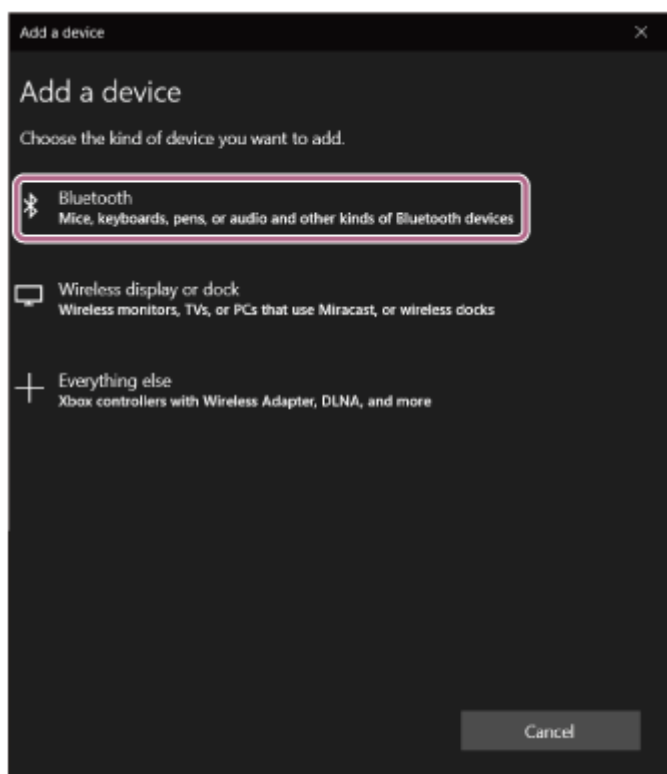 Add a device
Add a device
Choose the kind of device you want to add.
Bluetooth
Mice, keyboards, pens, or audio and other kinds of Bluetooth devices
Wireless display or dock
Wireless monitors, TVs, or PCs that use Miracast, or wireless docks
Everything else
Xbox controllers with Wireless Adapter, DLNA, and more
Cancel